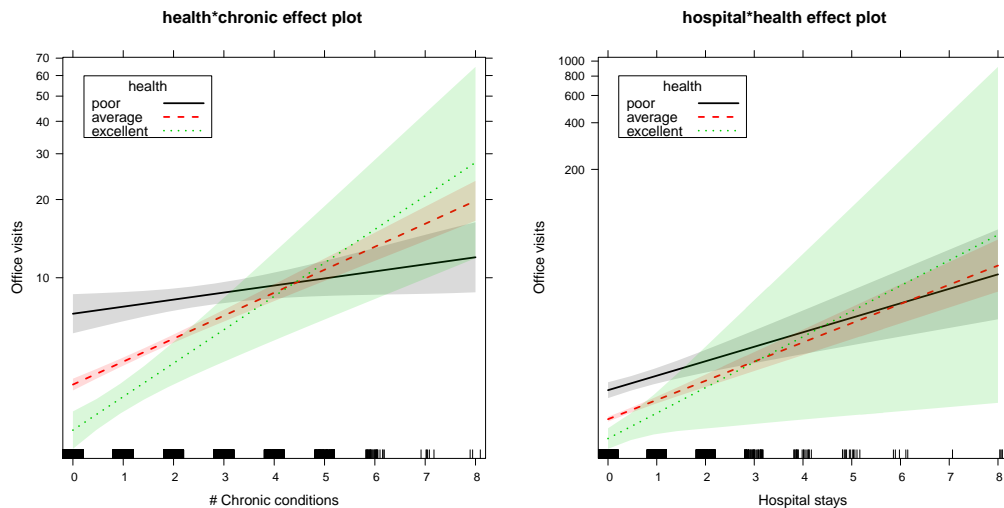 health*chronic effect plot
70
60
50
40
30
20
10
Office visits
health
poor
average
excellent
0 1 2 3 4 5 6 7 8
# Chronic conditions
hospital*health effect plot
1000
800
600
400
200
Office visits
health
poor
average
excellent
0 1 2 3 4 5 6 7 8
Hospital stays